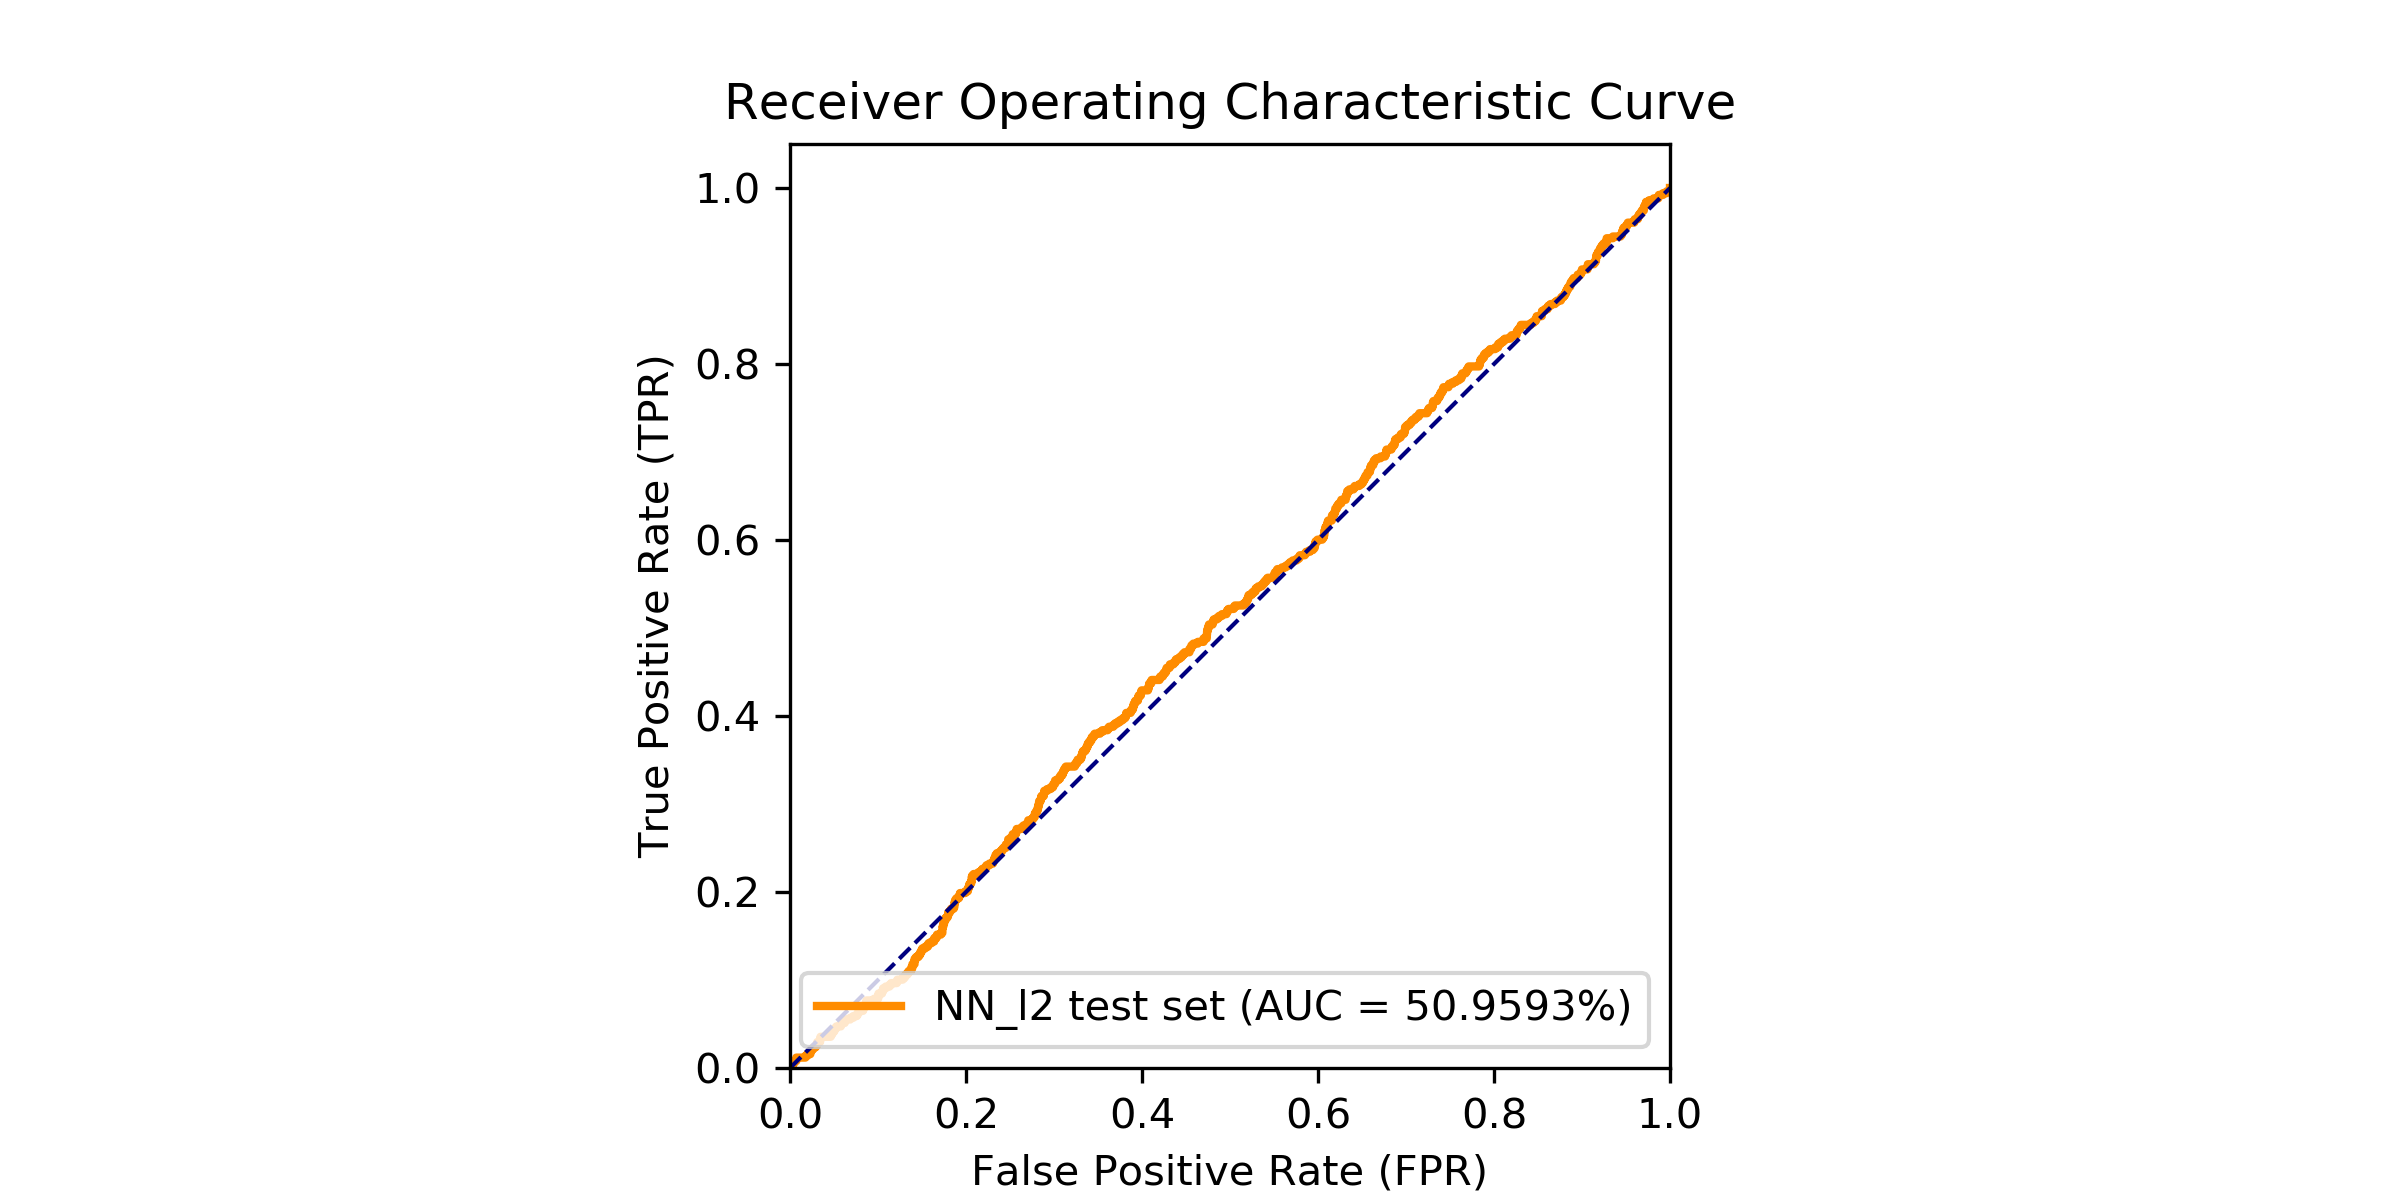 Receiver Operating Characteristic Curve
1.0
0.8
0.6
0.4
0.2
0.0
True Positive Rate (TPR)
NN_l2 test set (AUC = 50.9593%)
0.0 0.2 0.4 0.6 0.8 1.0
False Positive Rate (FPR)